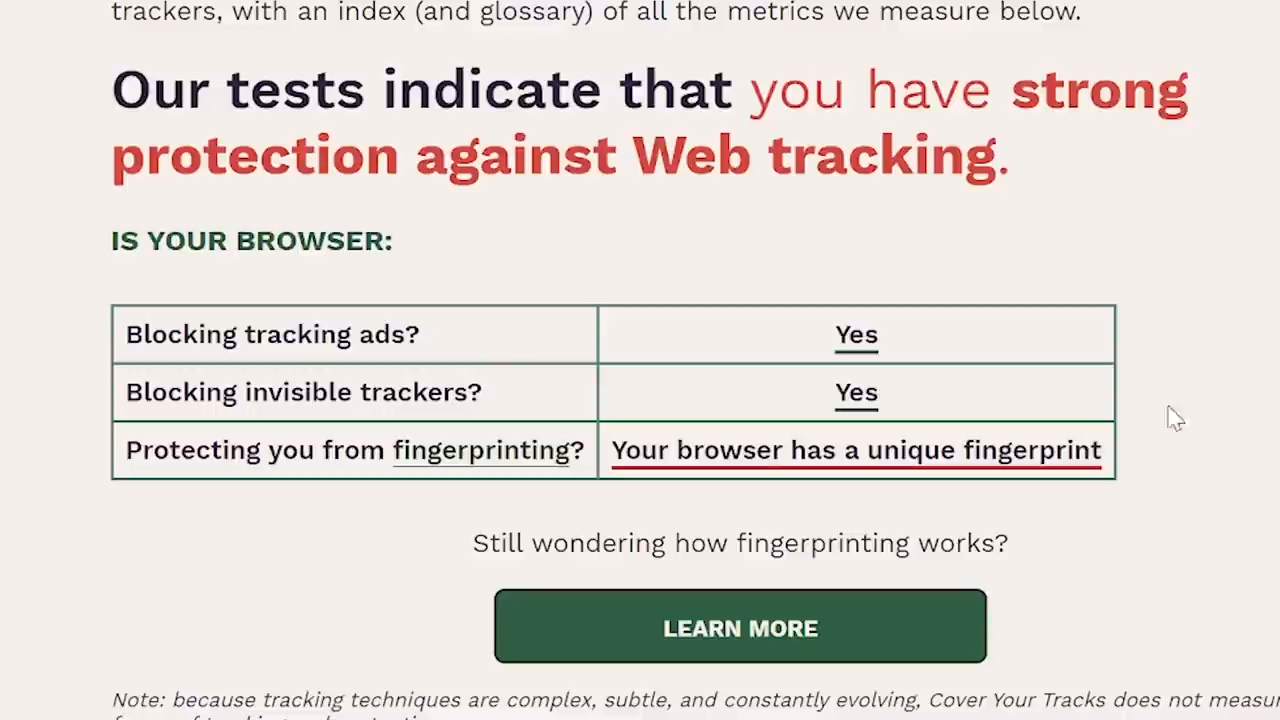 trackers, with an index (and glossary) of all the metrics we measure below.
Our tests indicate that you have strong
protection against Web tracking.
IS YOUR BROWSER:
Blocking tracking ads? Yes
Blocking invisible trackers? Yes
Protecting you from fingerprinting? Your browser has a unique fingerprint
Still wondering how fingerprinting works?
LEARN MORE
Note: because tracking techniques are complex, subtle, and constantly evolving, Cover Your Tracks does not